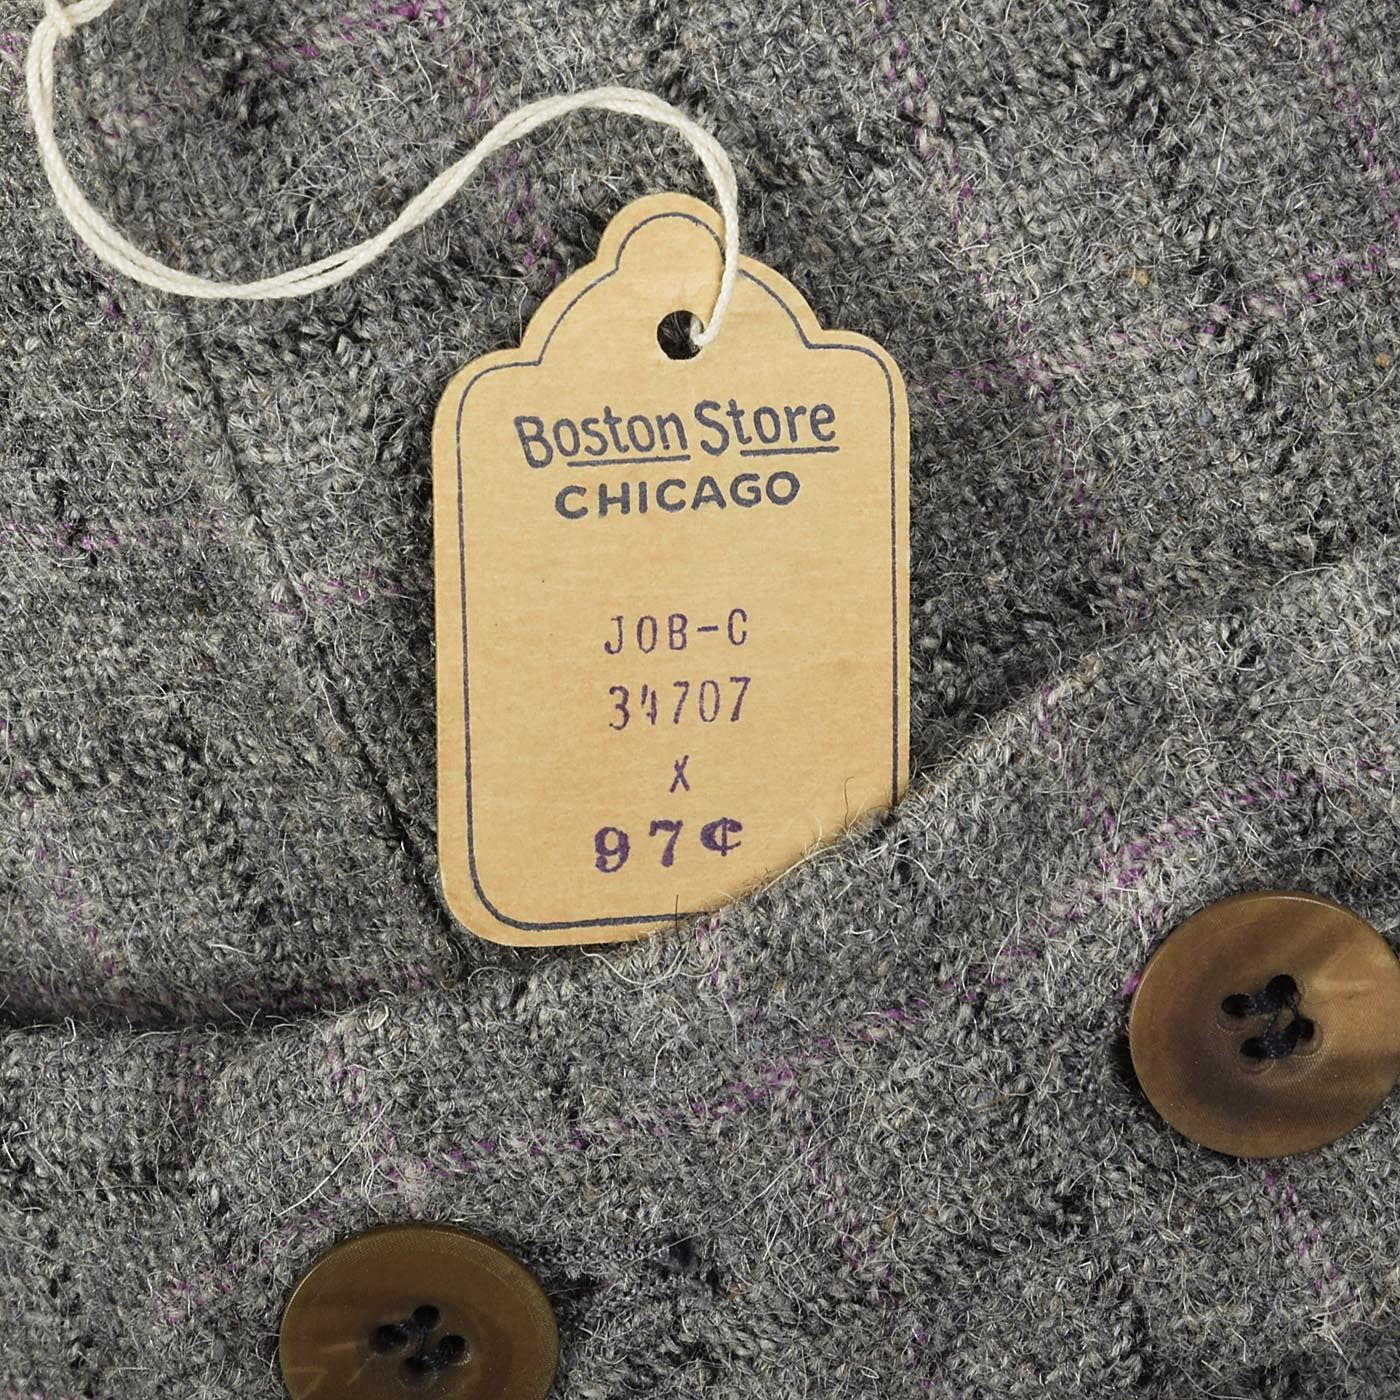 Boston Store
CHICAGO
JOB-C
34707
X
97¢